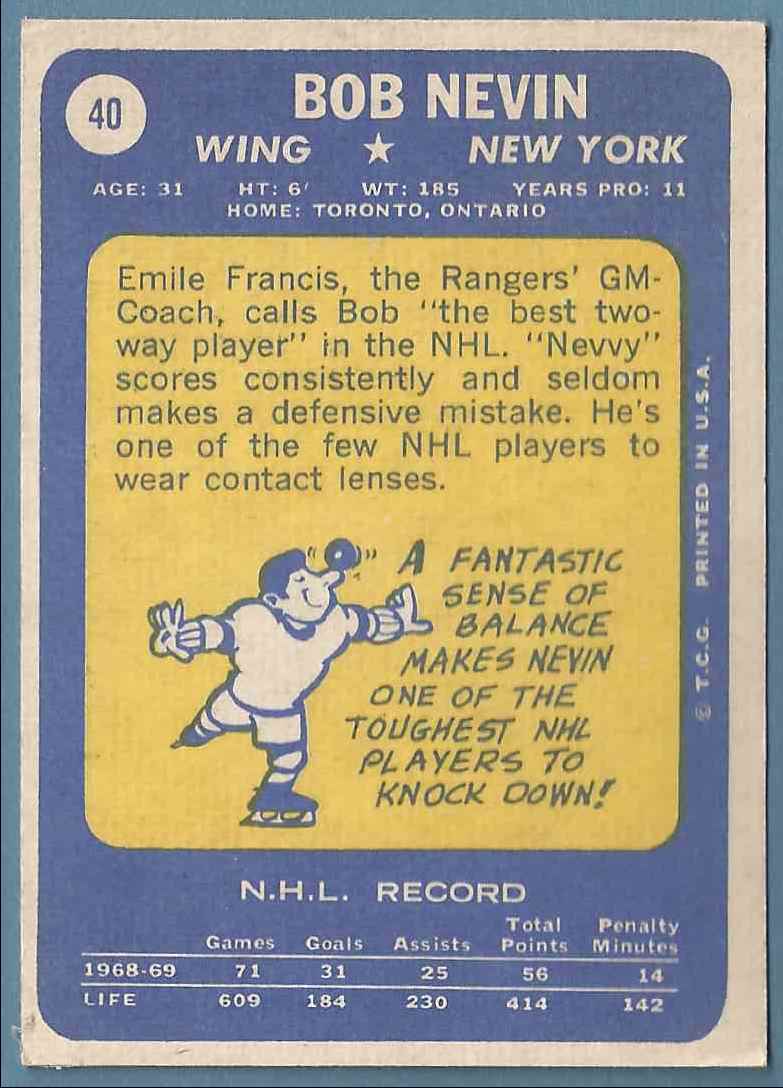 40
BOB NEVIN
WING ★ NEW YORK
AGE: 31 HT: 6' WT: 185 YEARS PRO: 11
HOME: TORONTO, ONTARIO
Emile Francis, the Rangers' GM-
Coach, calls Bob "the best two-
way player" in the NHL. "Nevvy"
scores consistently and seldom
makes a defensive mistake. He's
one of the few NHL players to
wear contact lenses.
A FANTASTIC
SENSE OF
BALANCE
MAKES NEVIN
ONE OF THE
TOUGHEST NHL
PLAYERS TO
KNOCK DOWN!
© T.C.G. PRINTED IN U.S.A.
N.H.L. RECORD
Games Goals Assists Total Points Penalty Minutes
1968-69 71 31 25 56 14
LIFE 609 184 230 414 142